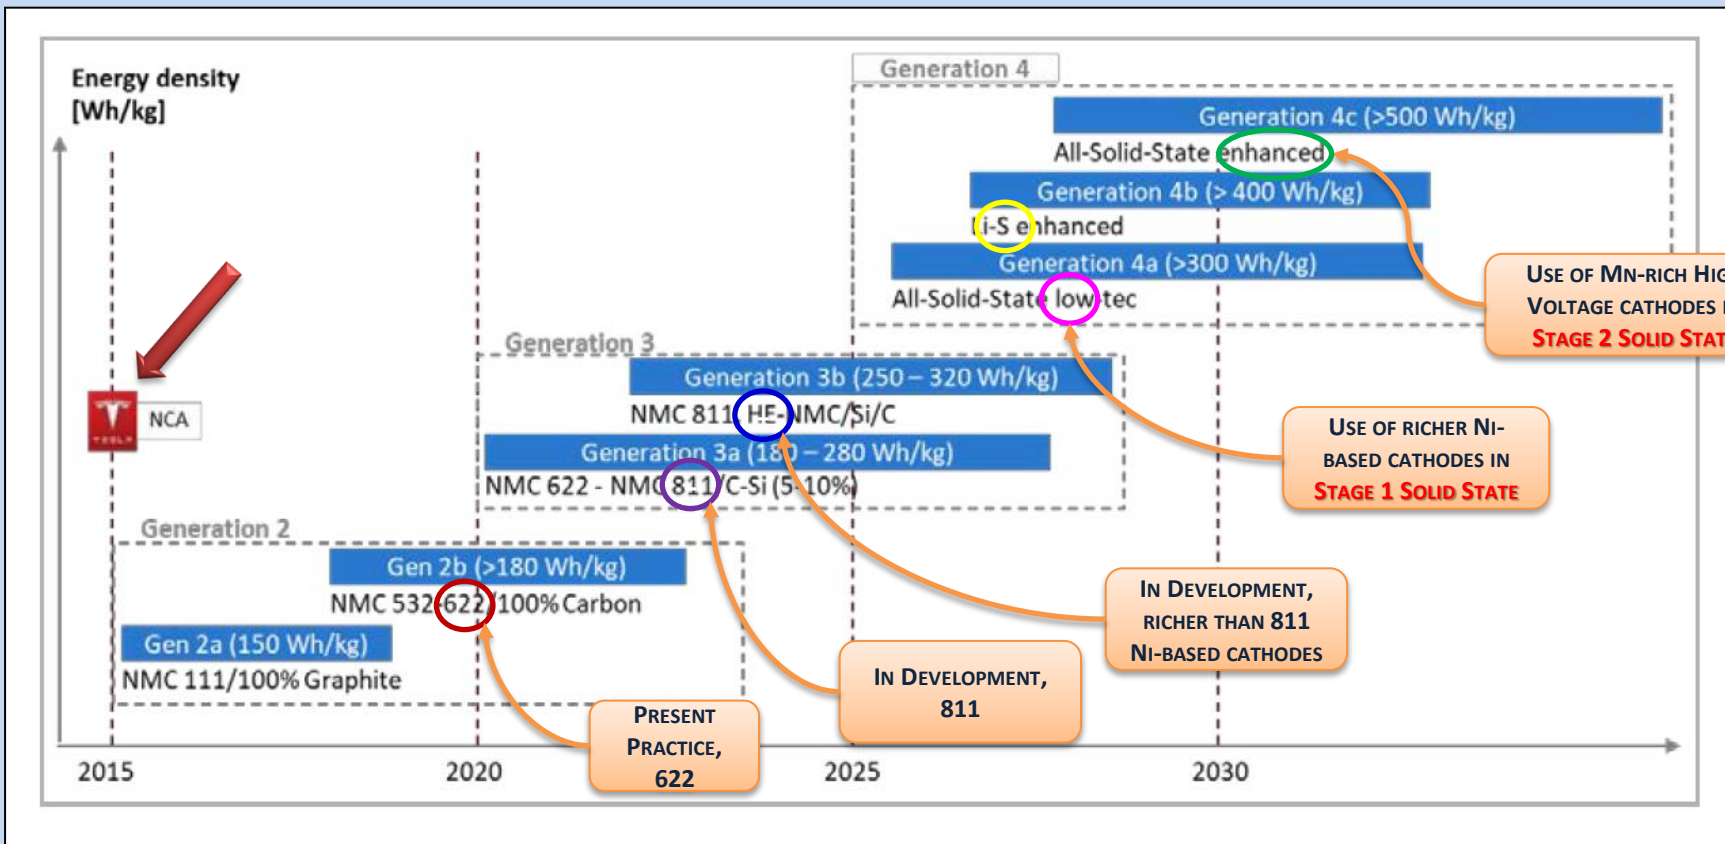 Energy density
[Wh/kg]
Generation 4
Generation 4c (>500 Wh/kg)
All-Solid-State enhanced
Generation 4b (> 400 Wh/kg)
Li-S enhanced
Generation 4a (>300 Wh/kg)
All-Solid-State low-tec
USE OF MN-RICH HIG
VOLTAGE CATHODES
STAGE 2 SOLID STAT
Generation 3
Generation 3b (250 – 320 Wh/kg)
NMC 811, HE-NMC/Si/C
Generation 3a (180 – 280 Wh/kg)
NMC 622 - NMC 811/C-Si (5-10%)
TESLA
NCA
USE OF RICHER NI-
BASED CATHODES IN
STAGE 1 SOLID STATE
Generation 2
Gen 2b (>180 Wh/kg)
NMC 532-622/100% Carbon
Gen 2a (150 Wh/kg)
NMC 111/100% Graphite
IN DEVELOPMENT,
RICHER THAN 811
NI-BASED CATHODES
IN DEVELOPMENT,
811
PRESENT
PRACTICE,
622
2015
2020
2025
2030